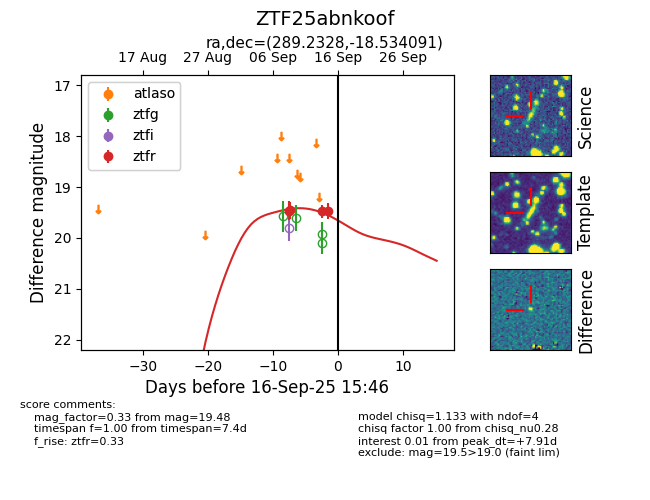 ZTF25abnkoof
ra,dec=(289.2328,-18.534091)
17 Aug 27 Aug 06 Sep 16 Sep 26 Sep
atlaso
ztfg
ztfi
ztfr
17
18
19
20
21
22
Difference magnitude
−30 −20 −10 0 10
Days before 16-Sep-25 15:46
Science
Template
Difference
score comments:
mag_factor=0.33 from mag=19.48
timespan f=1.00 from timespan=7.4d
f_rise: ztfr=0.33
model chisq=1.133 with ndof=4
chisq factor 1.00 from chisq_nu0.28
interest 0.01 from peak_dt=+7.91d
exclude: mag=19.5>19.0 (faint lim)